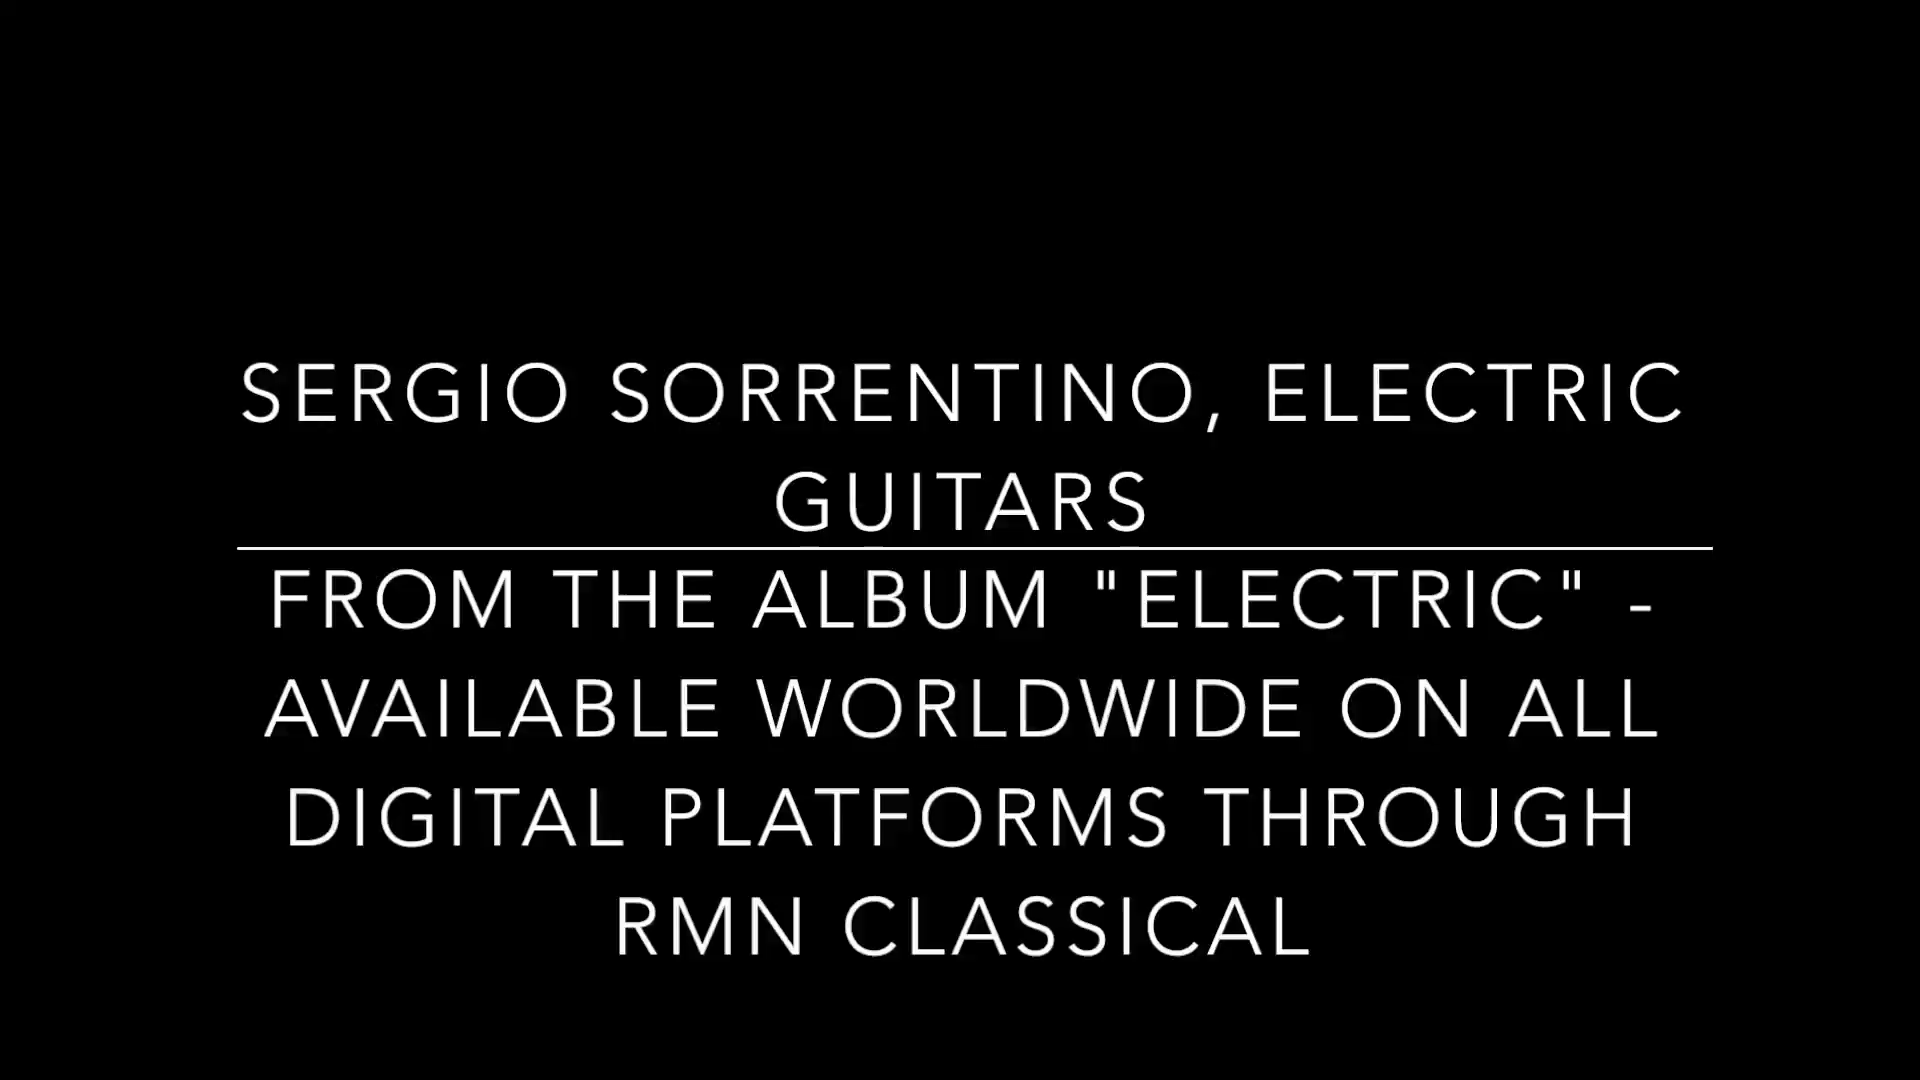 SERGIO SORRENTINO, ELECTRIC
GUITARS
FROM THE ALBUM "ELECTRIC" -
AVAILABLE WORLDWIDE ON ALL
DIGITAL PLATFORMS THROUGH
RMN CLASSICAL